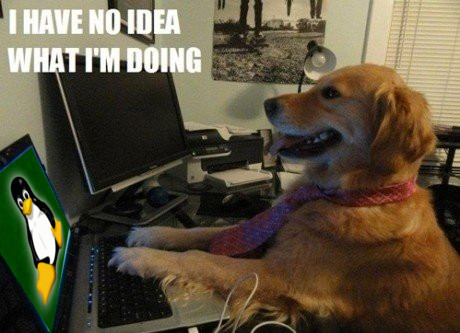 I HAVE NO IDEA
WHAT I'M DOING